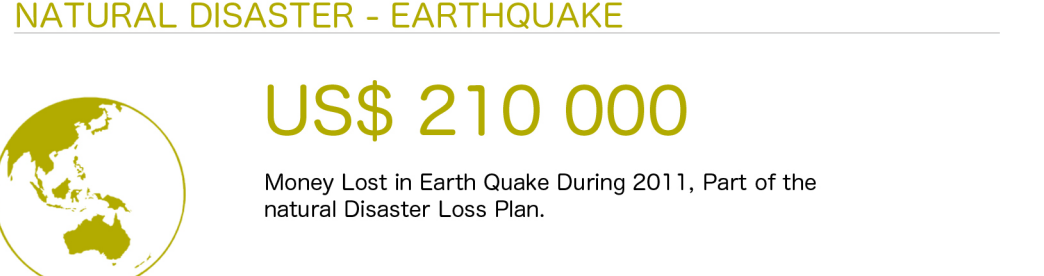 NATURAL DISASTER - EARTHQUAKE
US$ 210 000
Money Lost in Earth Quake During 2011, Part of the
natural Disaster Loss Plan.